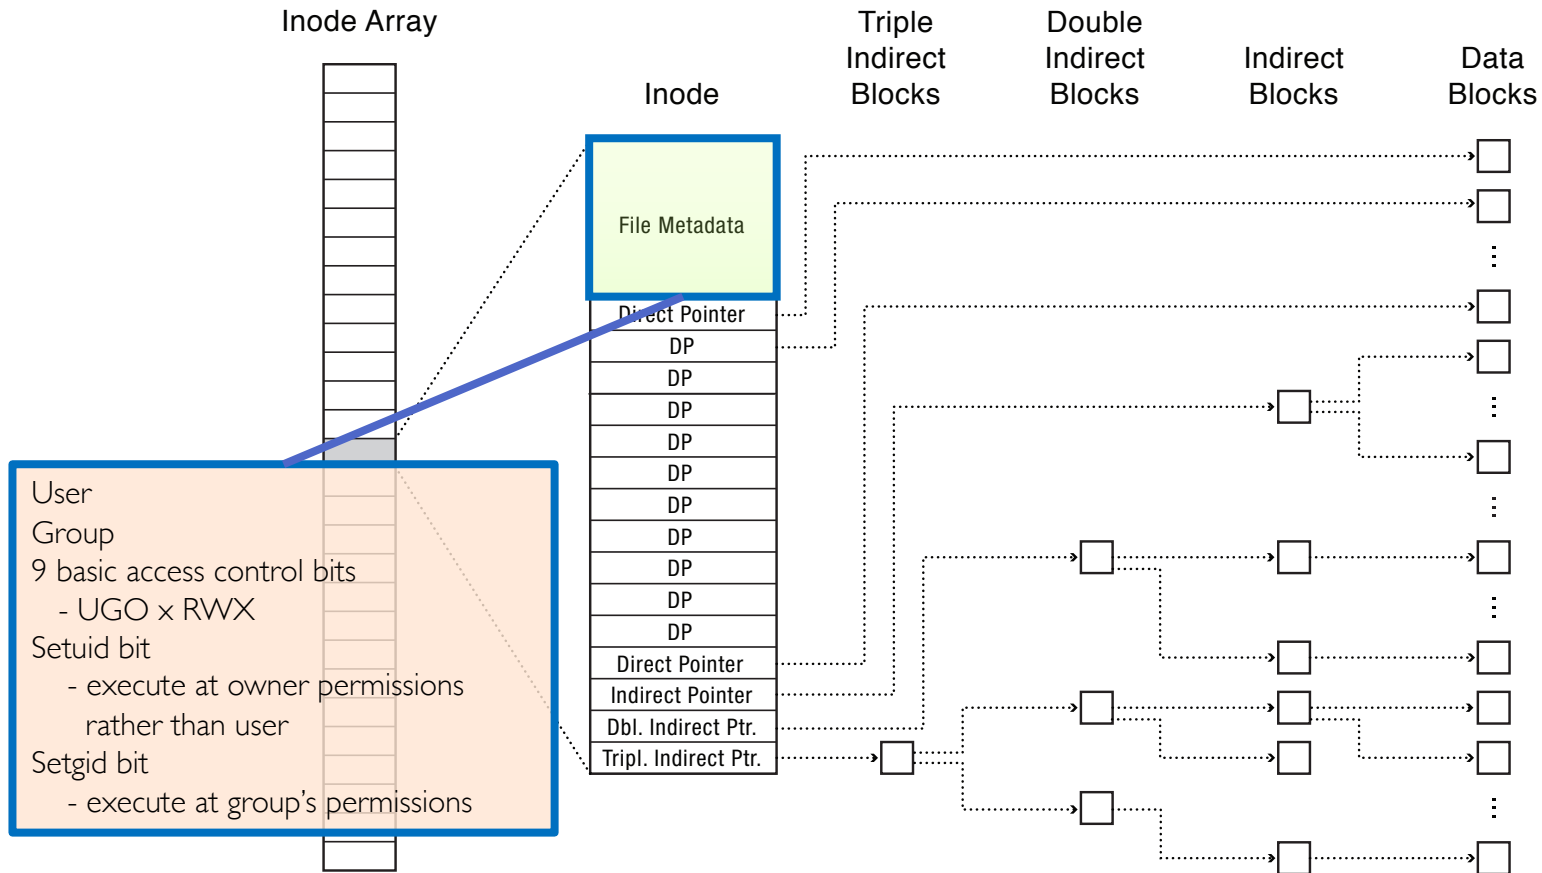 Inode Array
Triple
Indirect
Blocks
Double
Indirect
Blocks
Indirect
Blocks
Data
Blocks
Inode
File Metadata
Direct Pointer
DP
DP
DP
DP
DP
DP
DP
DP
DP
DP
Direct Pointer
Indirect Pointer
Dbl. Indirect Ptr.
Tripl. Indirect Ptr.
User
Group
9 basic access control bits
- UGO x RWX
Setuid bit
- execute at owner permissions
rather than user
Setgid bit
- execute at group's permissions